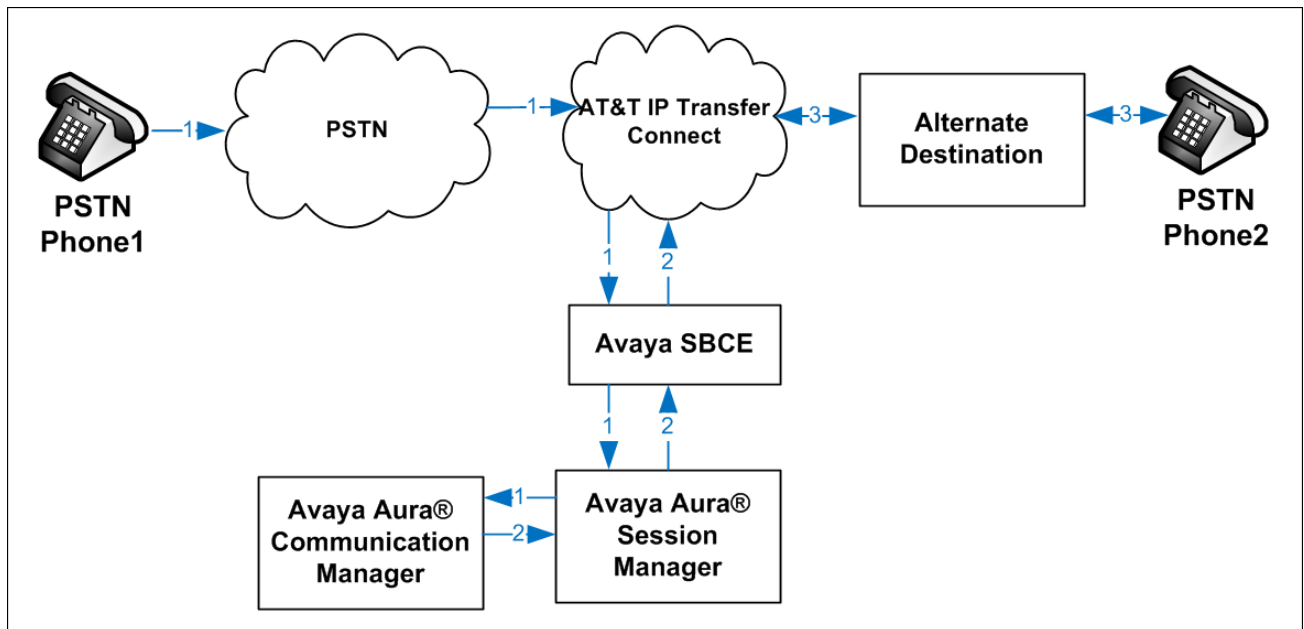 PSTN
Phone1
1
PSTN
1
AT&T IP Transfer
Connect
3
Alternate
Destination
3
PSTN
Phone2
1
2
Avaya SBCE
1
2
Avaya Aura®
Communication
Manager
1
2
Avaya Aura®
Session
Manager